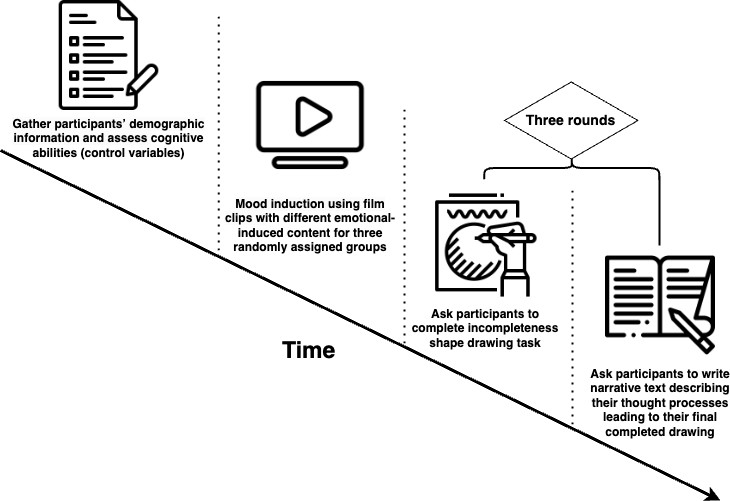 Gather participants' demographic
information and assess cognitive
abilities (control variables)
Mood induction using film
clips with different emotional-
induced content for three
randomly assigned groups
Three rounds
Ask participants to
complete incompleteness
shape drawing task
Time
Ask participants to write
narrative text describing
their thought processes
leading to their final
completed drawing